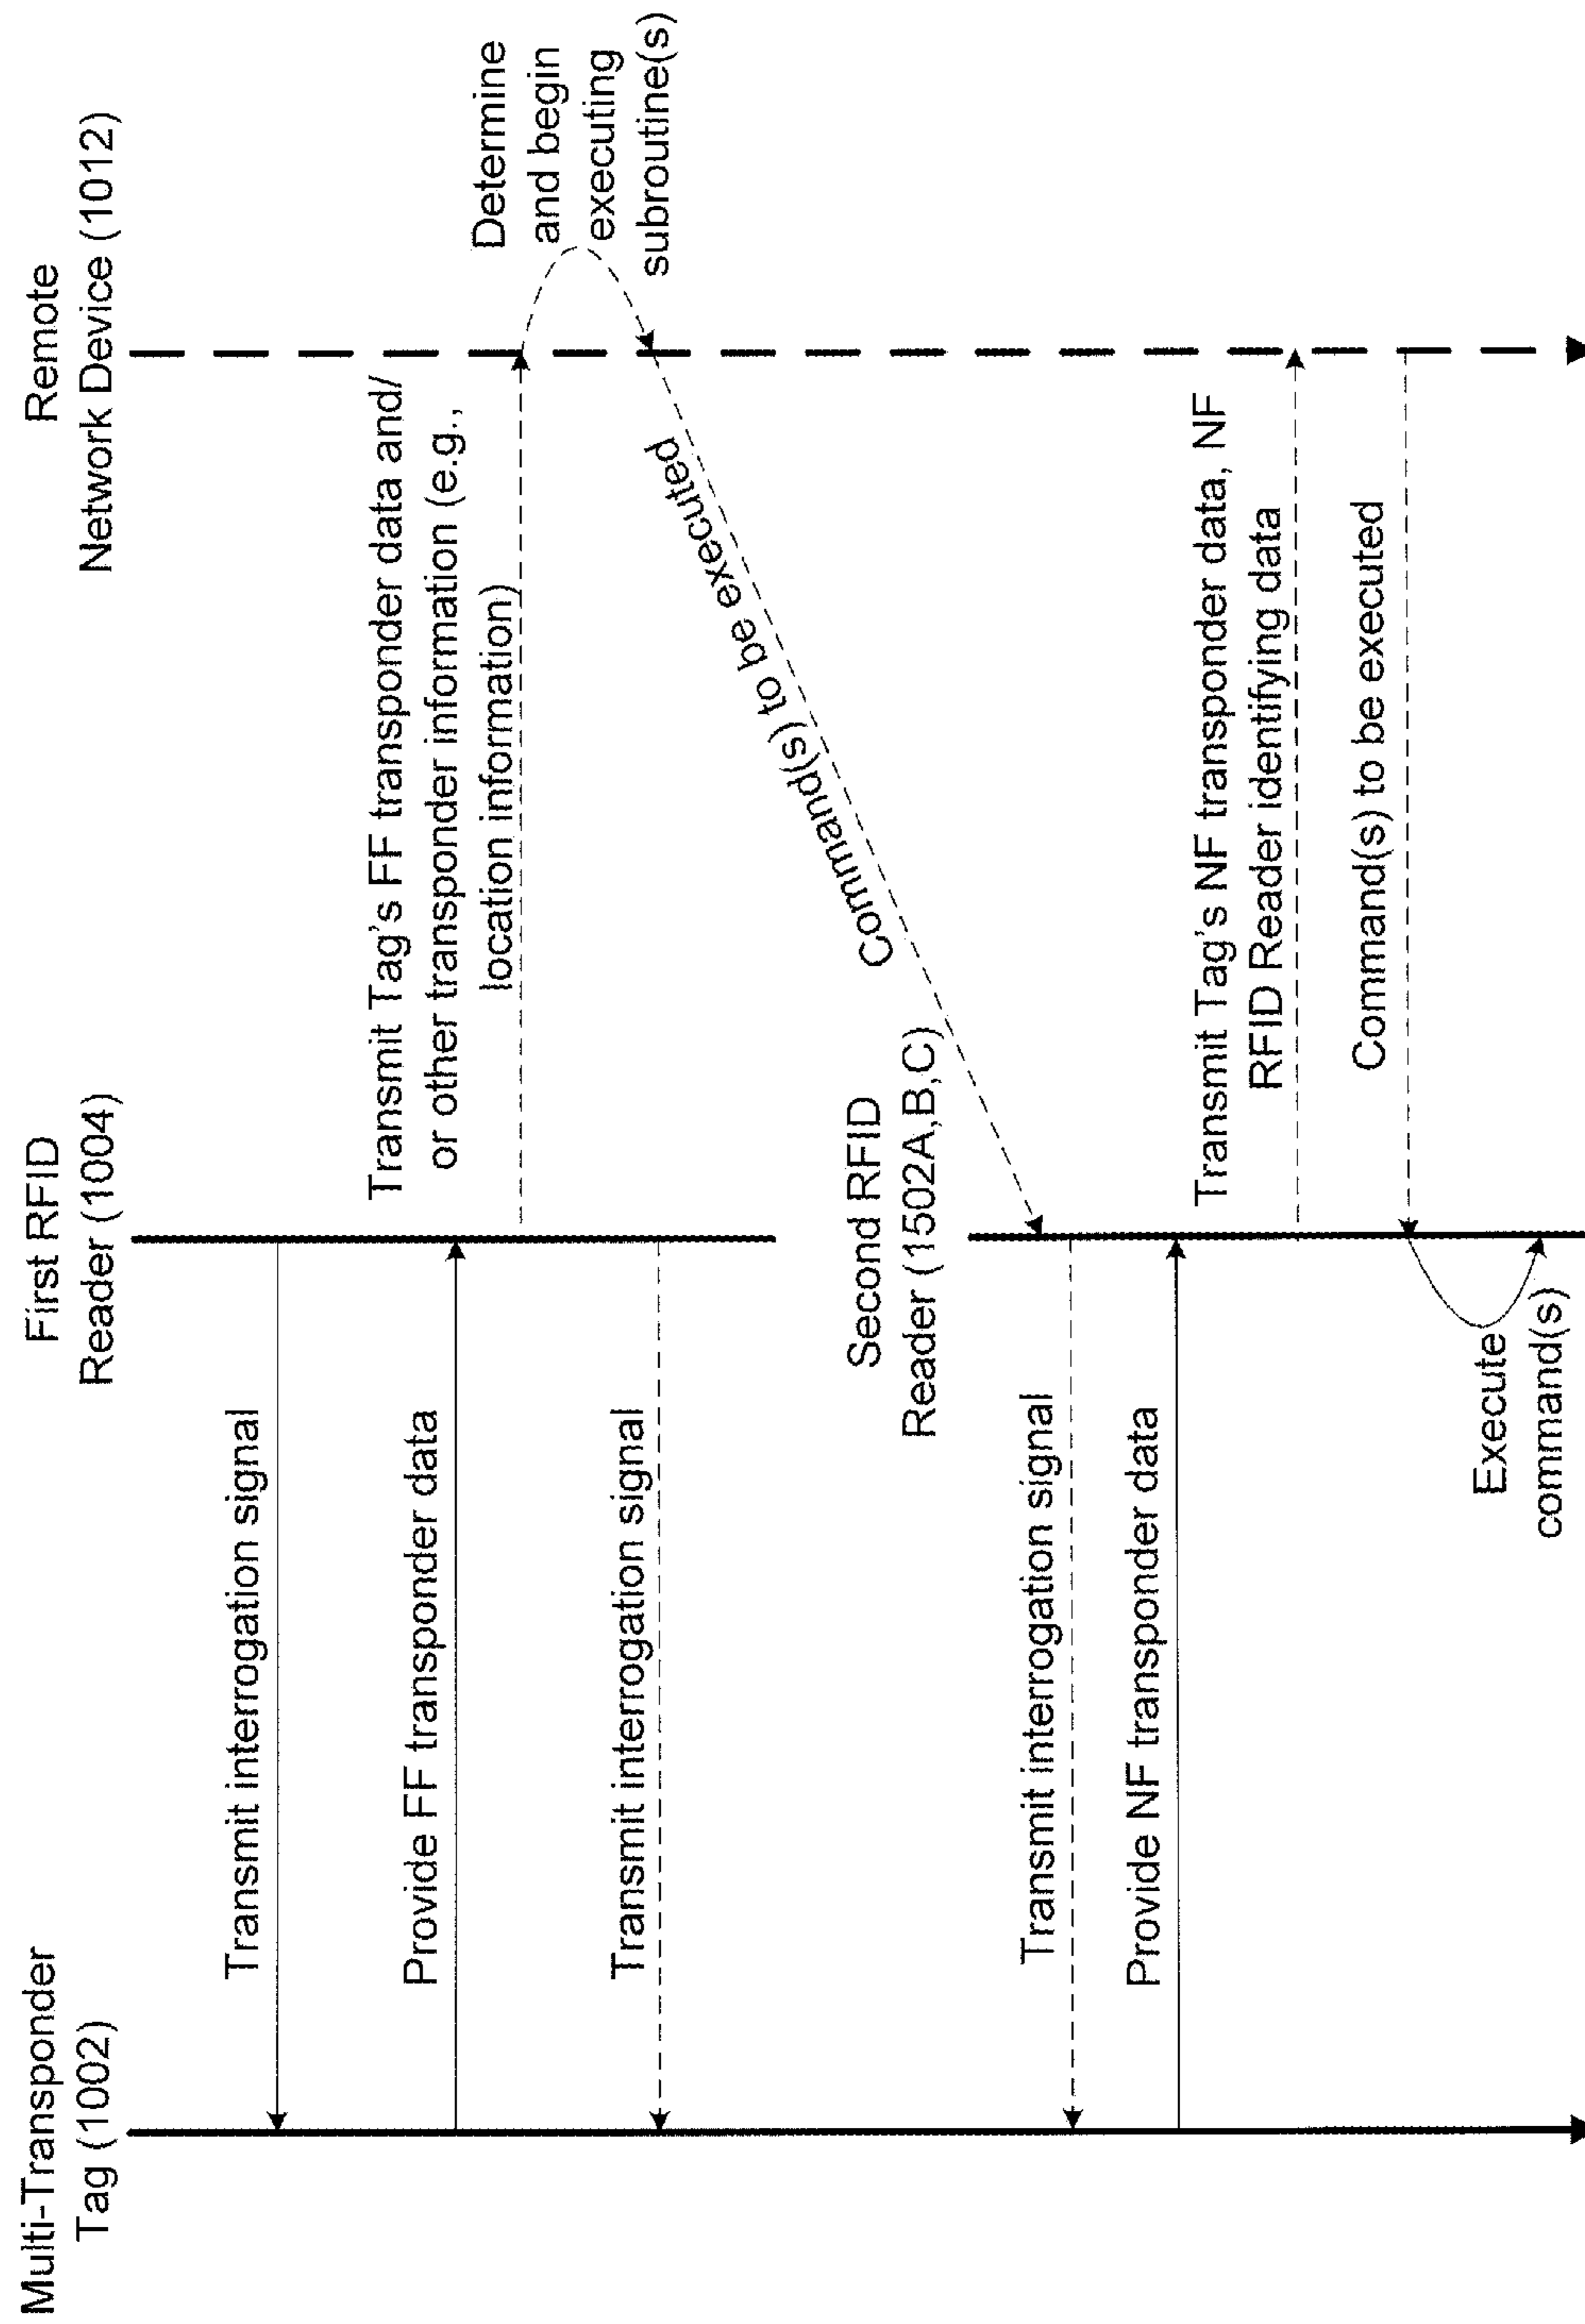 Multi-Transponder
Tag (1002)
First RFID
Reader (1004)
Remote
Network Device (1012)
Transmit interrogation signal
Provide FF transponder data
Transmit Tag's FF transponder data and/
or other transponder information (e.g.,
location information)
Determine
and begin
executing
subroutine(s)
Transmit interrogation signal
Command(s) to be executed
Second RFID
Reader (1502A,B,C)
Transmit interrogation signal
Provide NF transponder data
Transmit Tag's NF transponder data, NF
RFID Reader identifying data
Command(s) to be executed
Execute
command(s)